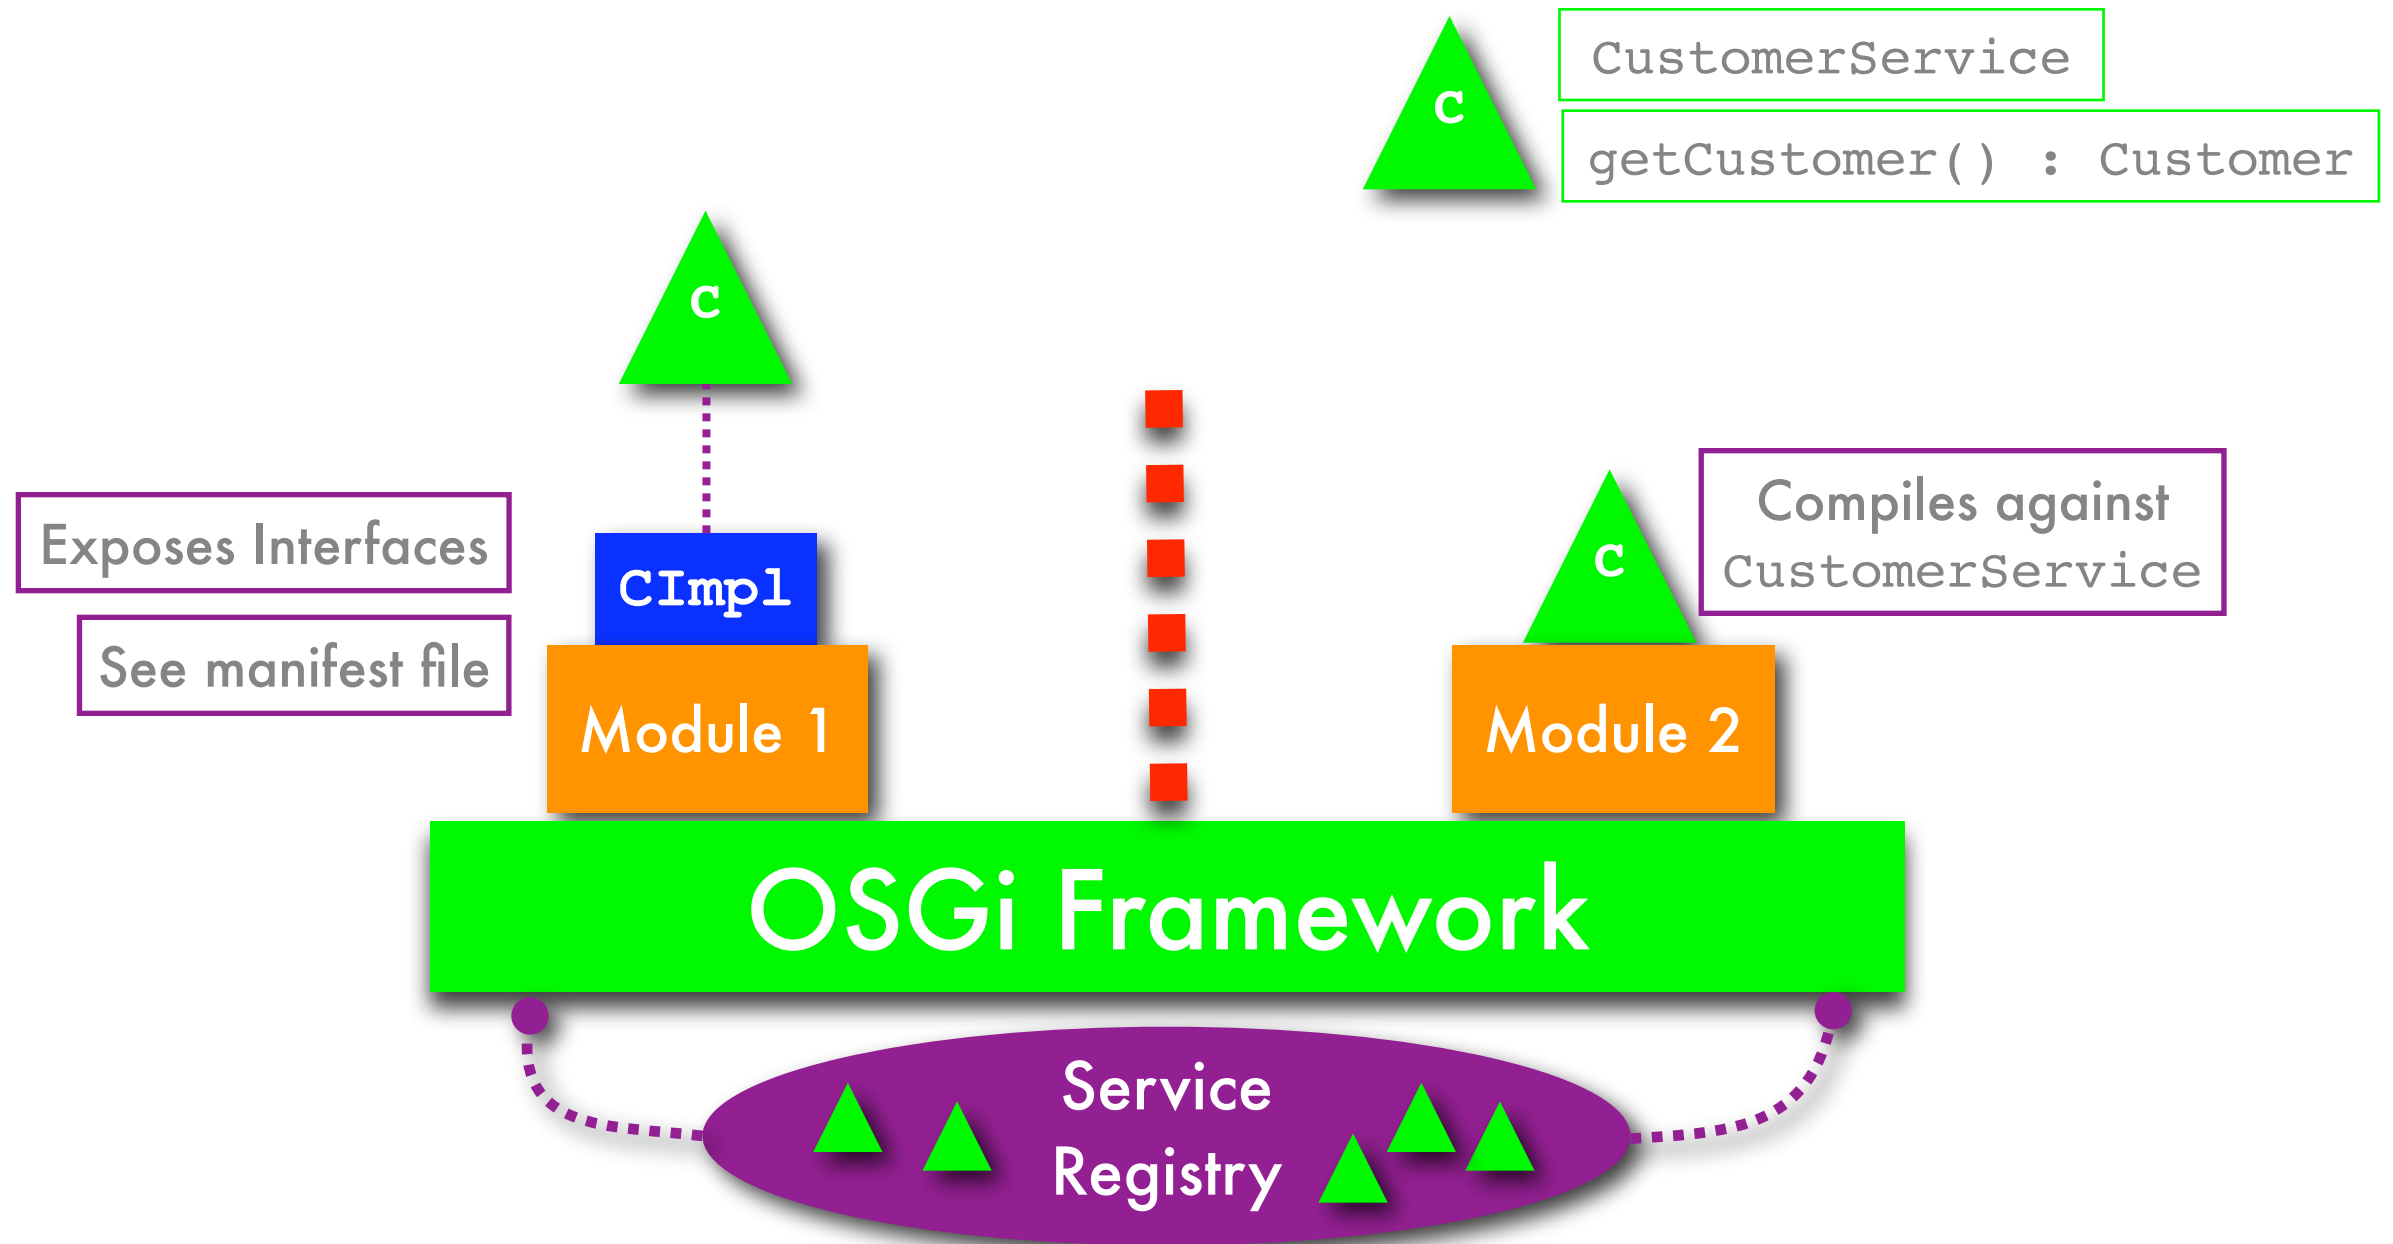 C
CustomerService
getCustomer() : Customer
C
Exposes Interfaces
See manifest file
CImpl
Module 1
C
Compiles against
CustomerService
Module 2
OSGi Framework
Service
Registry